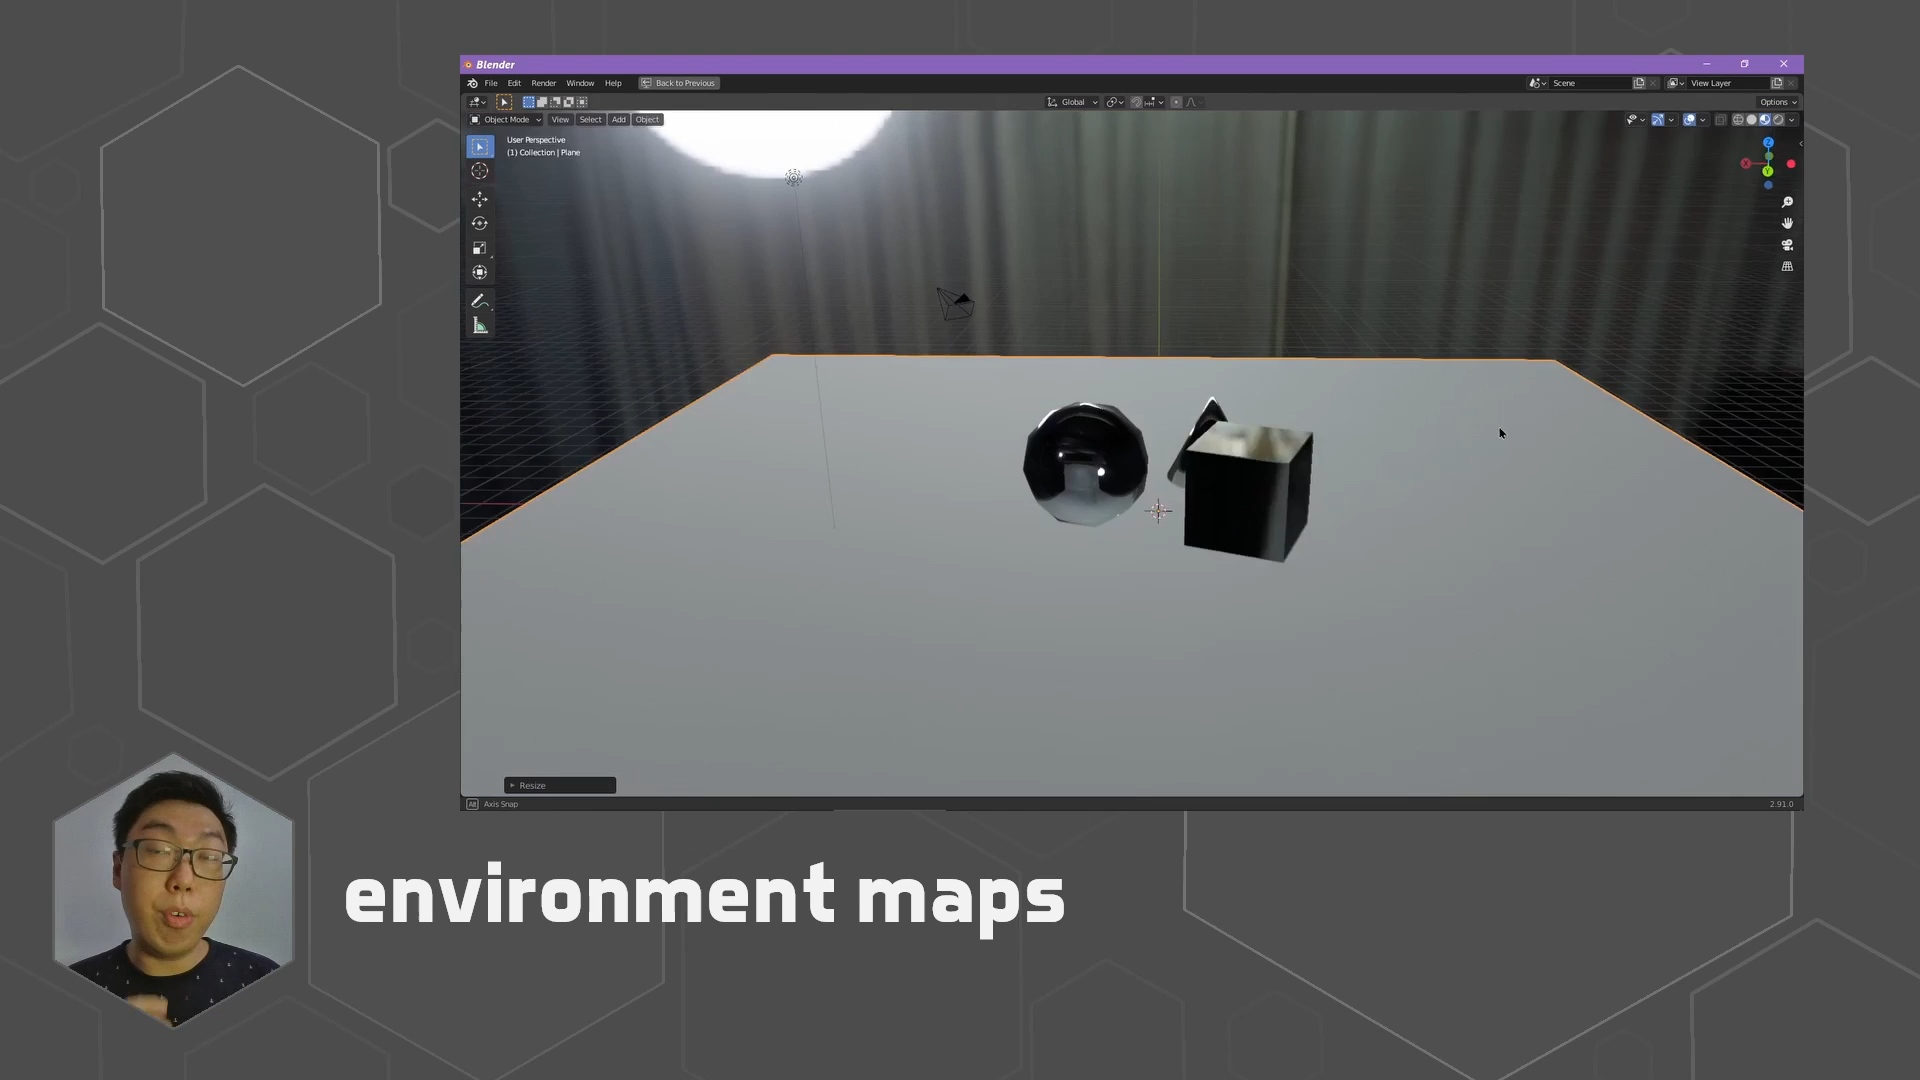 Blender
File Edit Render Window Help Back to Previous Scene View Layer
Global Options
Object Mode View Select Add Object
User Perspective
(1) Collection | Plane
Z
X
Y
Resize
Alt Axis Snap 2.91.0
environment maps